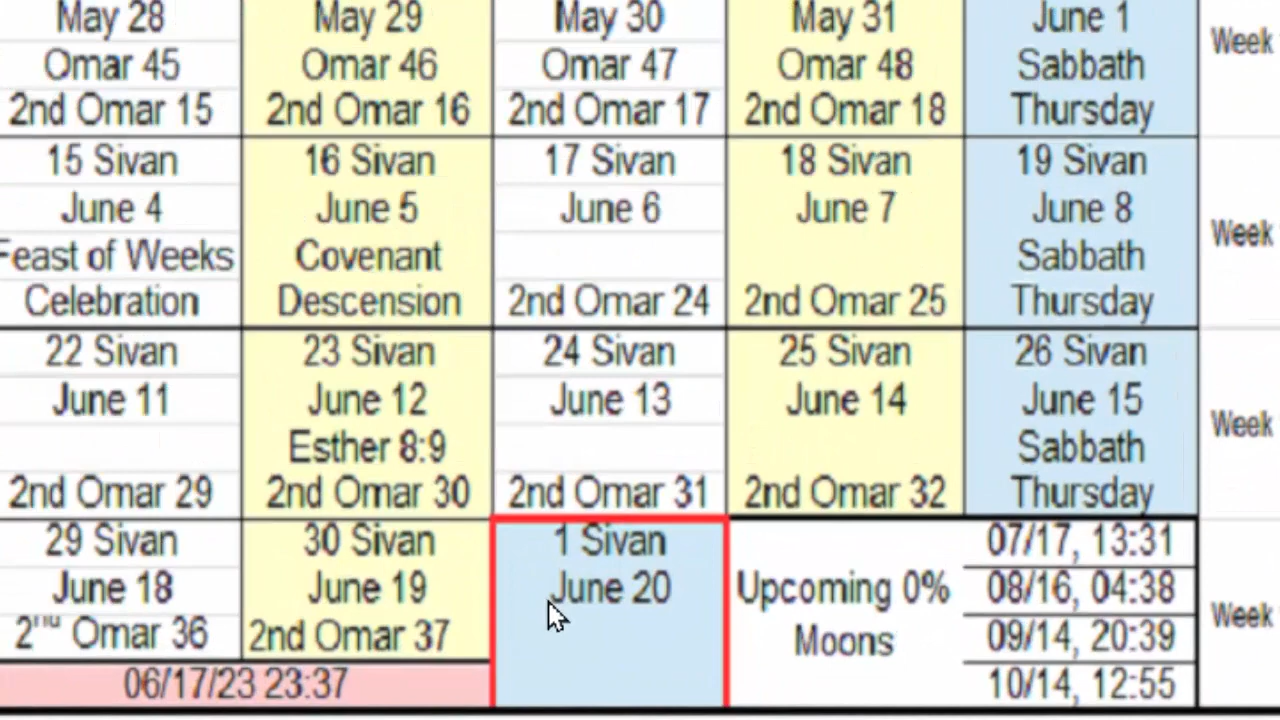 May 28
Omar 45
2nd Omar 15
May 29
Omar 46
2nd Omar 16
May 30
Omar 47
2nd Omar 17
May 31
Omar 48
2nd Omar 18
June 1
Sabbath
Thursday
Week
15 Sivan
June 4
Feast of Weeks
Celebration
16 Sivan
June 5
Covenant
Descension
17 Sivan
June 6
2nd Omar 24
18 Sivan
June 7
2nd Omar 25
19 Sivan
June 8
Sabbath
Thursday
Week
22 Sivan
June 11
2nd Omar 29
23 Sivan
June 12
Esther 8:9
2nd Omar 30
24 Sivan
June 13
2nd Omar 31
25 Sivan
June 14
2nd Omar 32
26 Sivan
June 15
Sabbath
Thursday
Week
29 Sivan
June 18
2nd Omar 36
30 Sivan
June 19
2nd Omar 37
06/17/23 23:37
1 Sivan
June 20
Upcoming 0%
Moons
07/17, 13:31
08/16, 04:38
09/14, 20:39
10/14, 12:55
Week